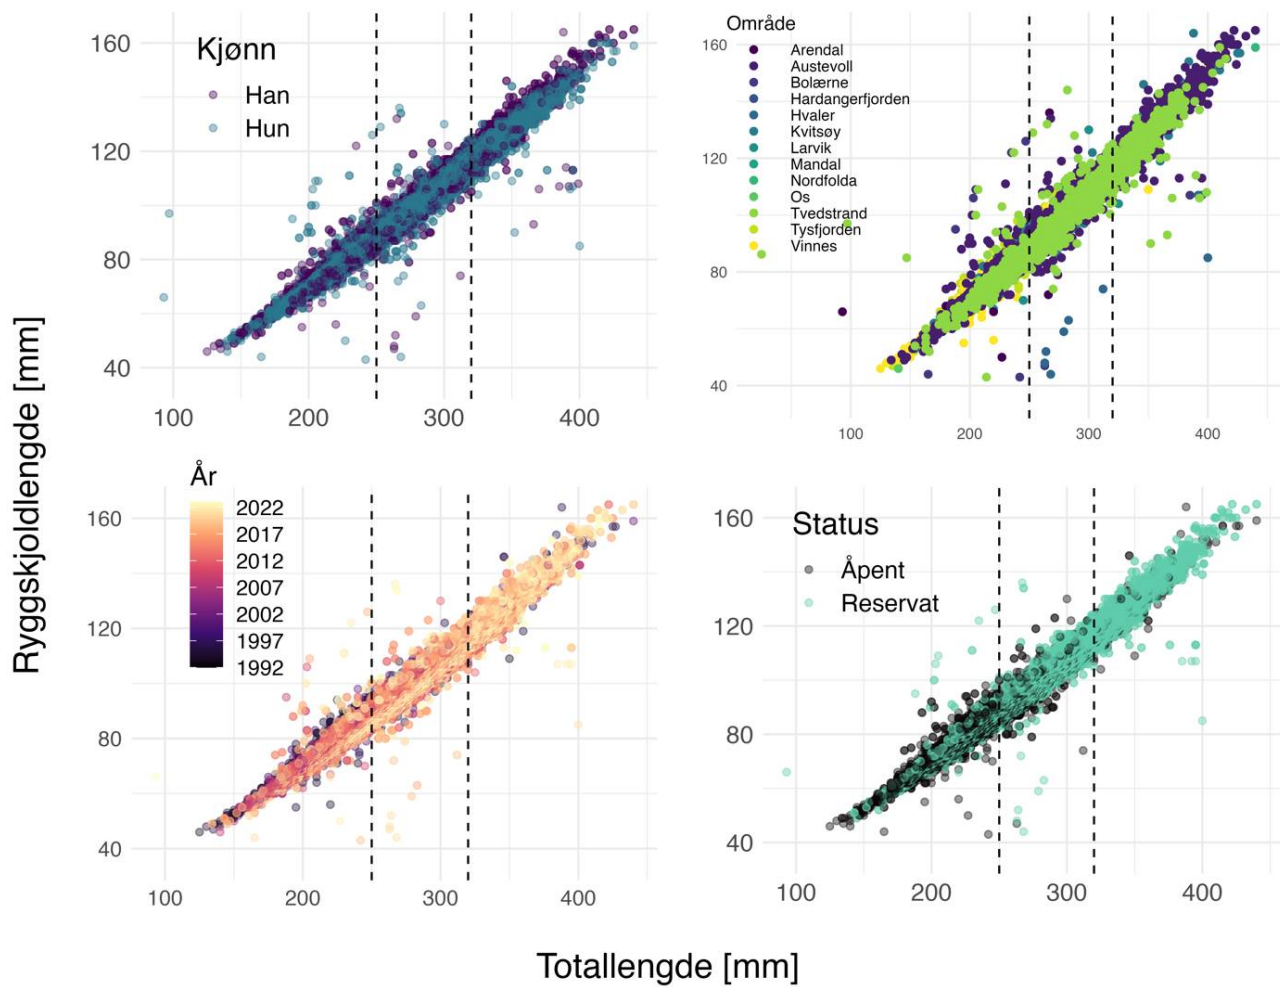 Kjønn
Han
Hun
160
120
80
40
100 200 300 400
Område
Arendal
Austevoll
Bolærne
Hardangerfjorden
Hvaler
Kvitsøy
Larvik
Mandal
Nordfolda
Os
Tvedstrand
Tysfjorden
Vinnes
160
120
80
40
100 200 300 400
Ryggskjoldlengde [mm]
År
2022
2017
2012
2007
2002
1997
1992
160
120
80
40
100 200 300 400
Status
Åpent
Reservat
160
120
80
40
100 200 300 400
Totallengde [mm]